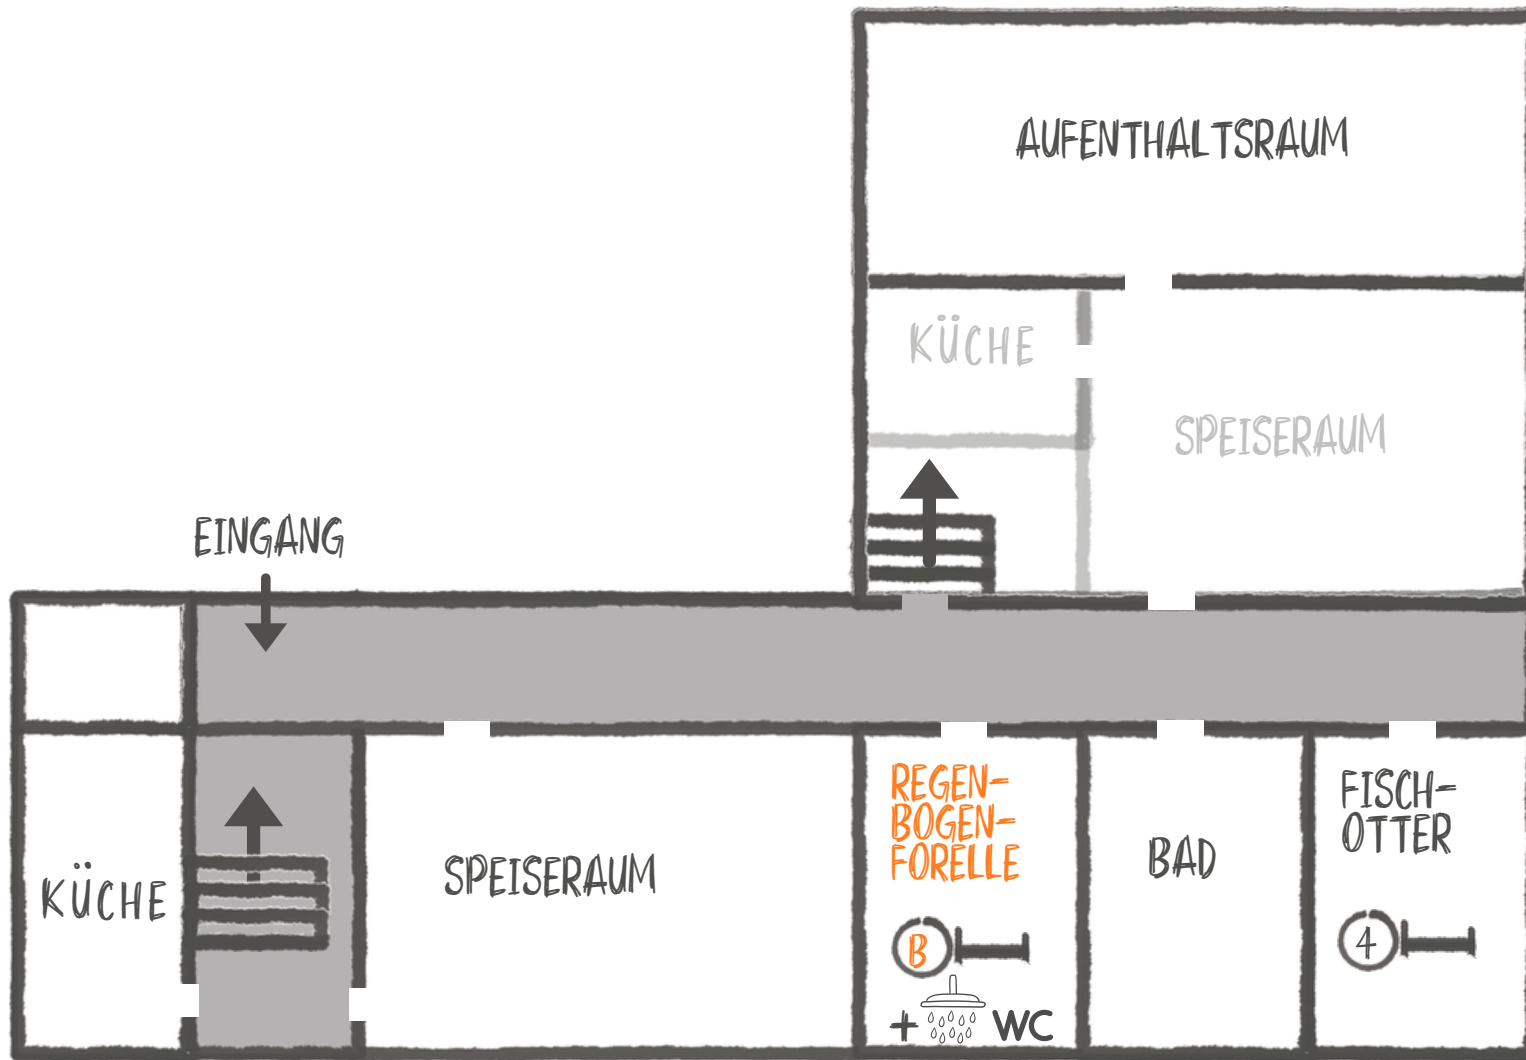 AUFENTHALTSRAUM
KÜCHE
SPEISERAUM
EINGANG
KÜCHE
SPEISERAUM
REGEN-
BOGEN-
FORELLE
B
+ WC
BAD
FISCH-
OTTER
4